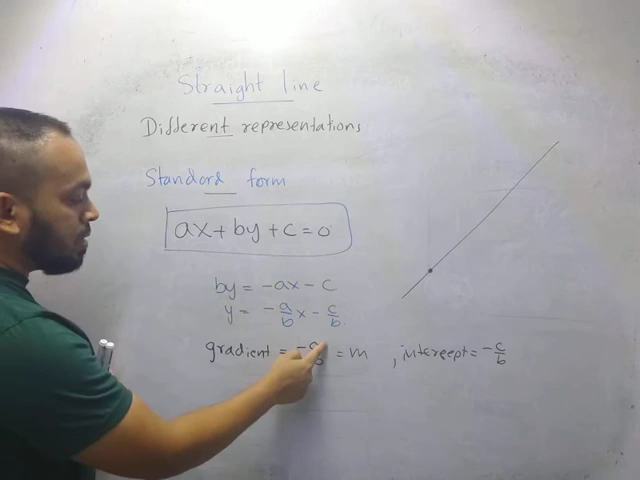 Straight line
Different representations
Standard form
ax+by+c=0
by = -ax - c
y = -a/b x - c/b.
gradient = - /b = m , intercept = -c/b